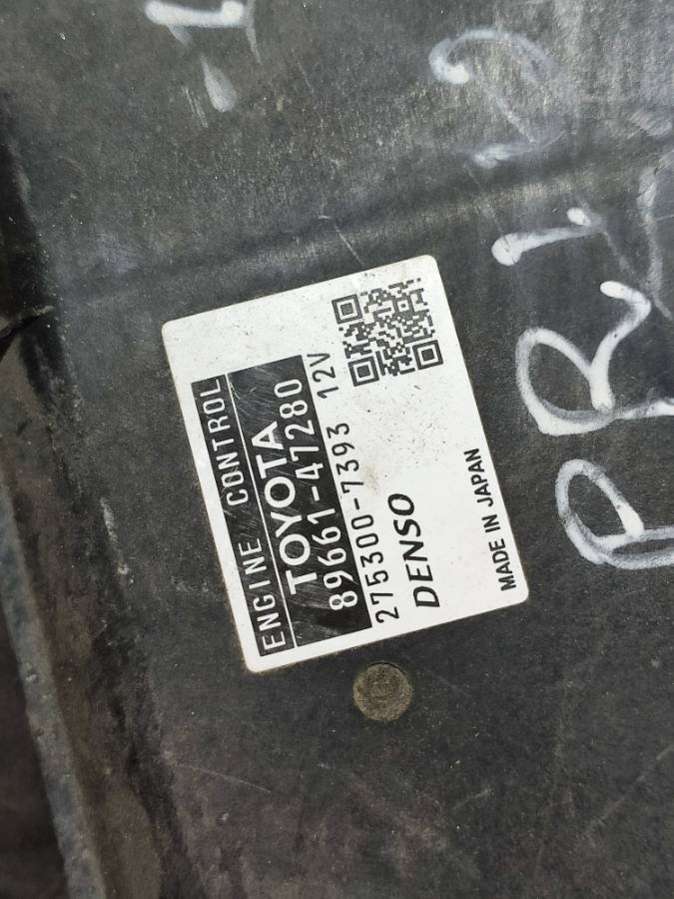 ENGINE CONTROL
TOYOTA
89661-47280
275300-7393 12V
DENSO
MADE IN JAPAN